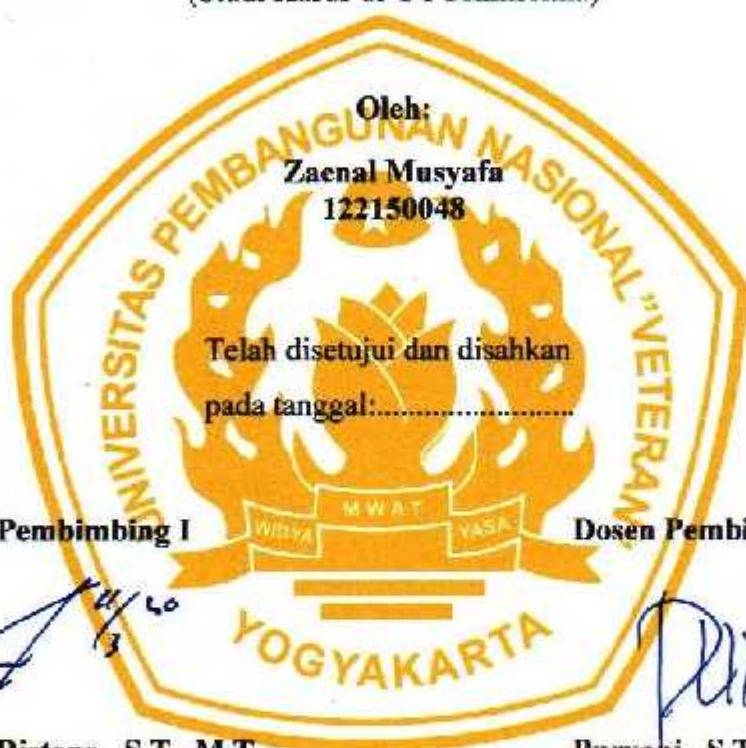 Oleh:
Zaenal Musyafa
122150048
UNIVERSITAS PEMBANGUNAN NASIONAL "VETERAN"
Telah disetujui dan disahkan
pada tanggal:........................
WIDYA MWAT YASA
Pembimbing I Dosen Pembi
YOGYAKARTA
S.T., M.T.